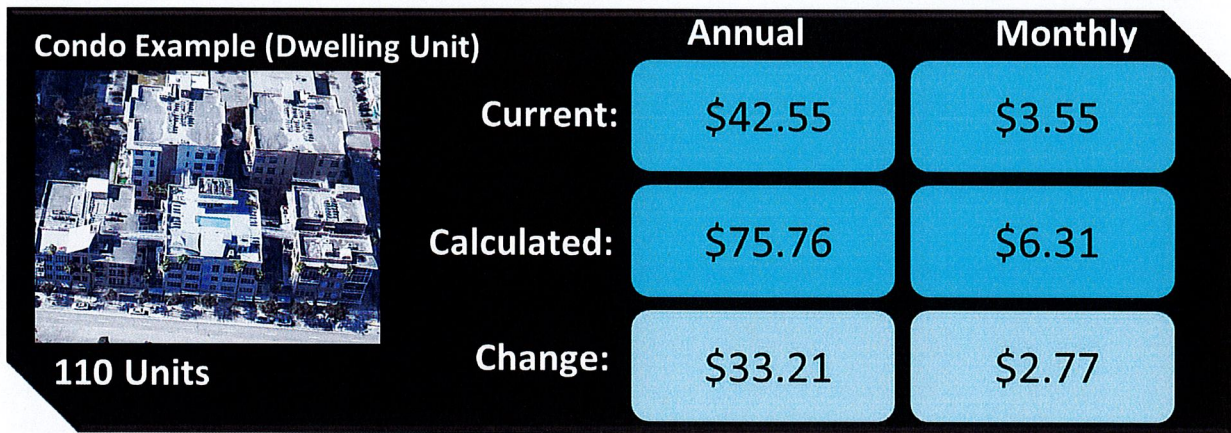 Condo Example (Dwelling Unit)
Annual Monthly
Current: $42.55 $3.55
Calculated: $75.76 $6.31
Change: $33.21 $2.77
110 Units